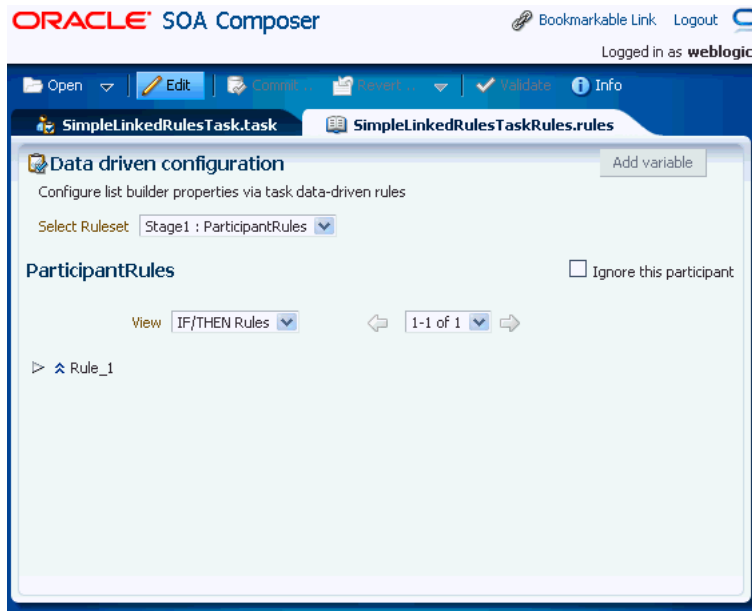 ORACLE SOA Composer
Bookmarkable Link Logout
Logged in as weblogic
Open Edit Commit .. Revert .. Validate Info
SimpleLinkedRulesTask.task SimpleLinkedRulesTaskRules.rules
Data driven configuration Add variable
Configure list builder properties via task data-driven rules
Select Ruleset Stage1 : ParticipantRules
ParticipantRules Ignore this participant
View IF/THEN Rules 1-1 of 1
Rule_1